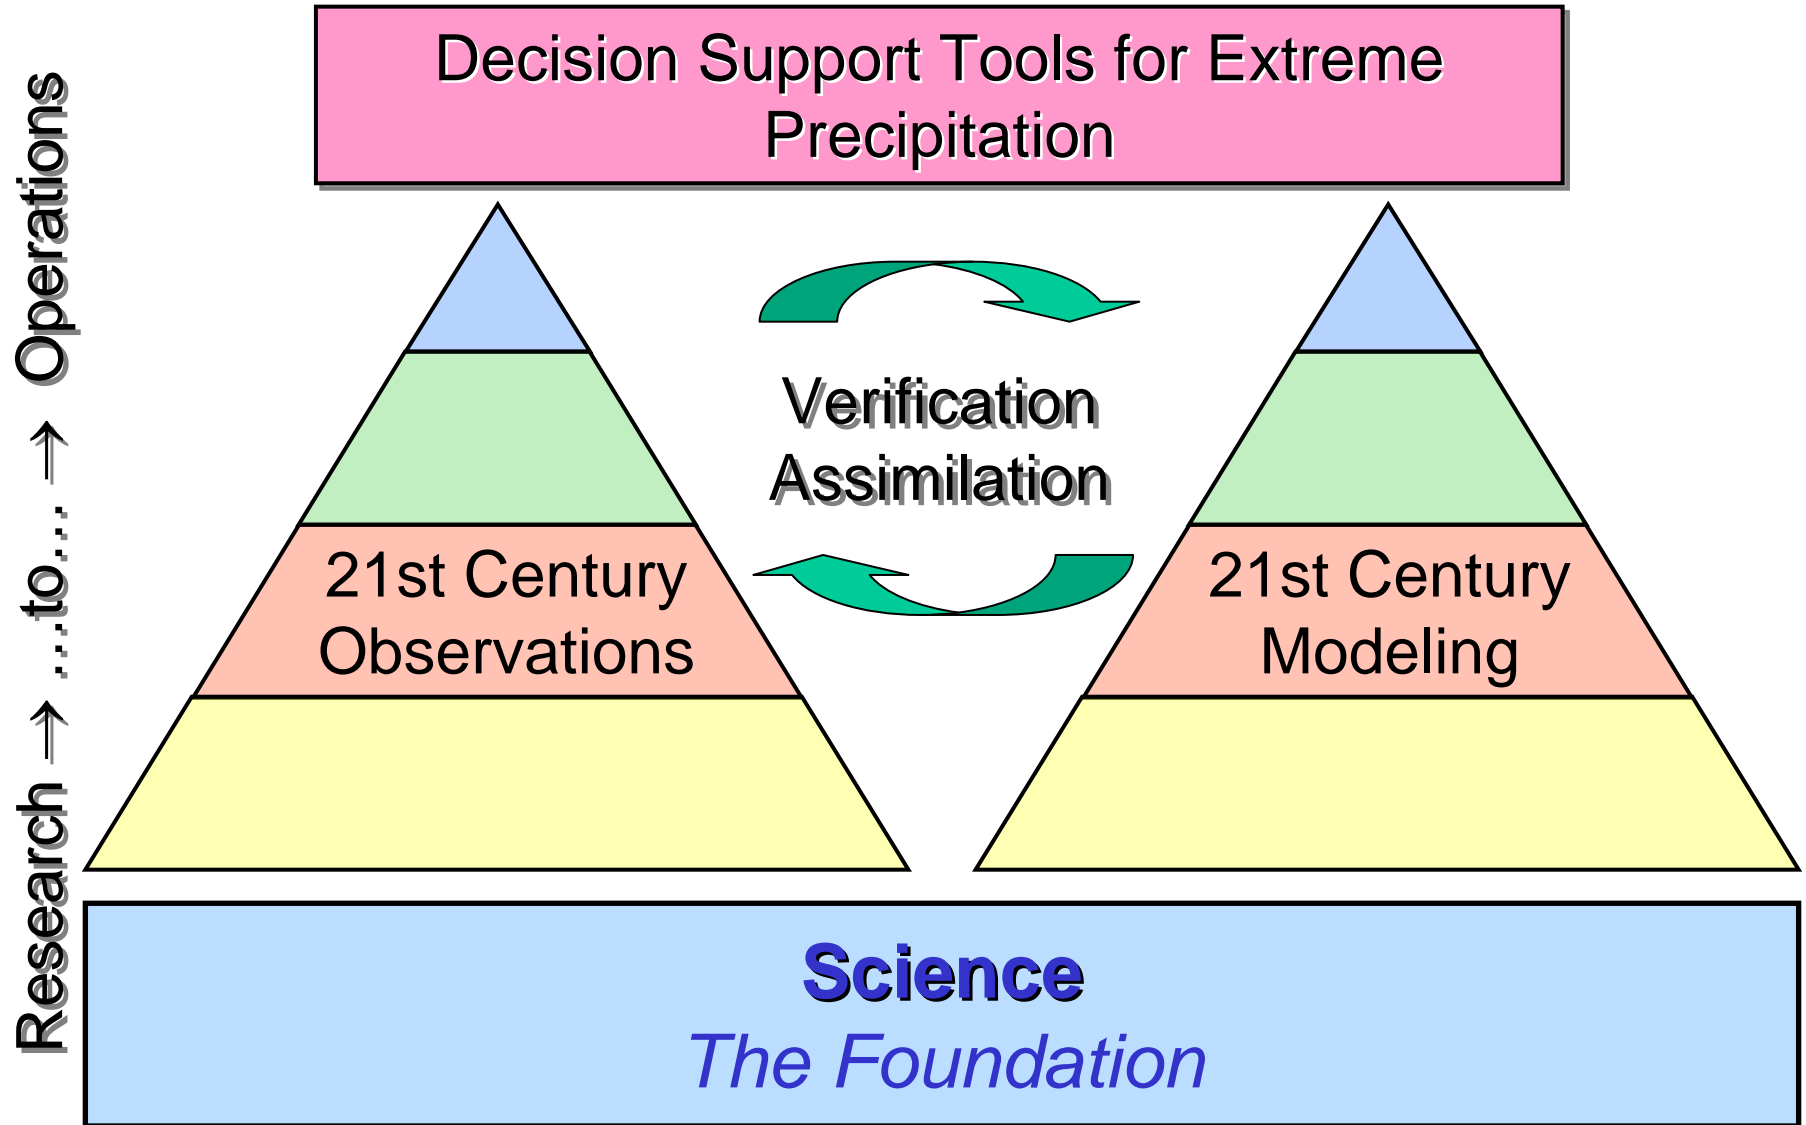 Decision Support Tools for Extreme
Precipitation
Research → ...to... → Operations
Verification
Assimilation
21st Century
Observations
21st Century
Modeling
Science
The Foundation